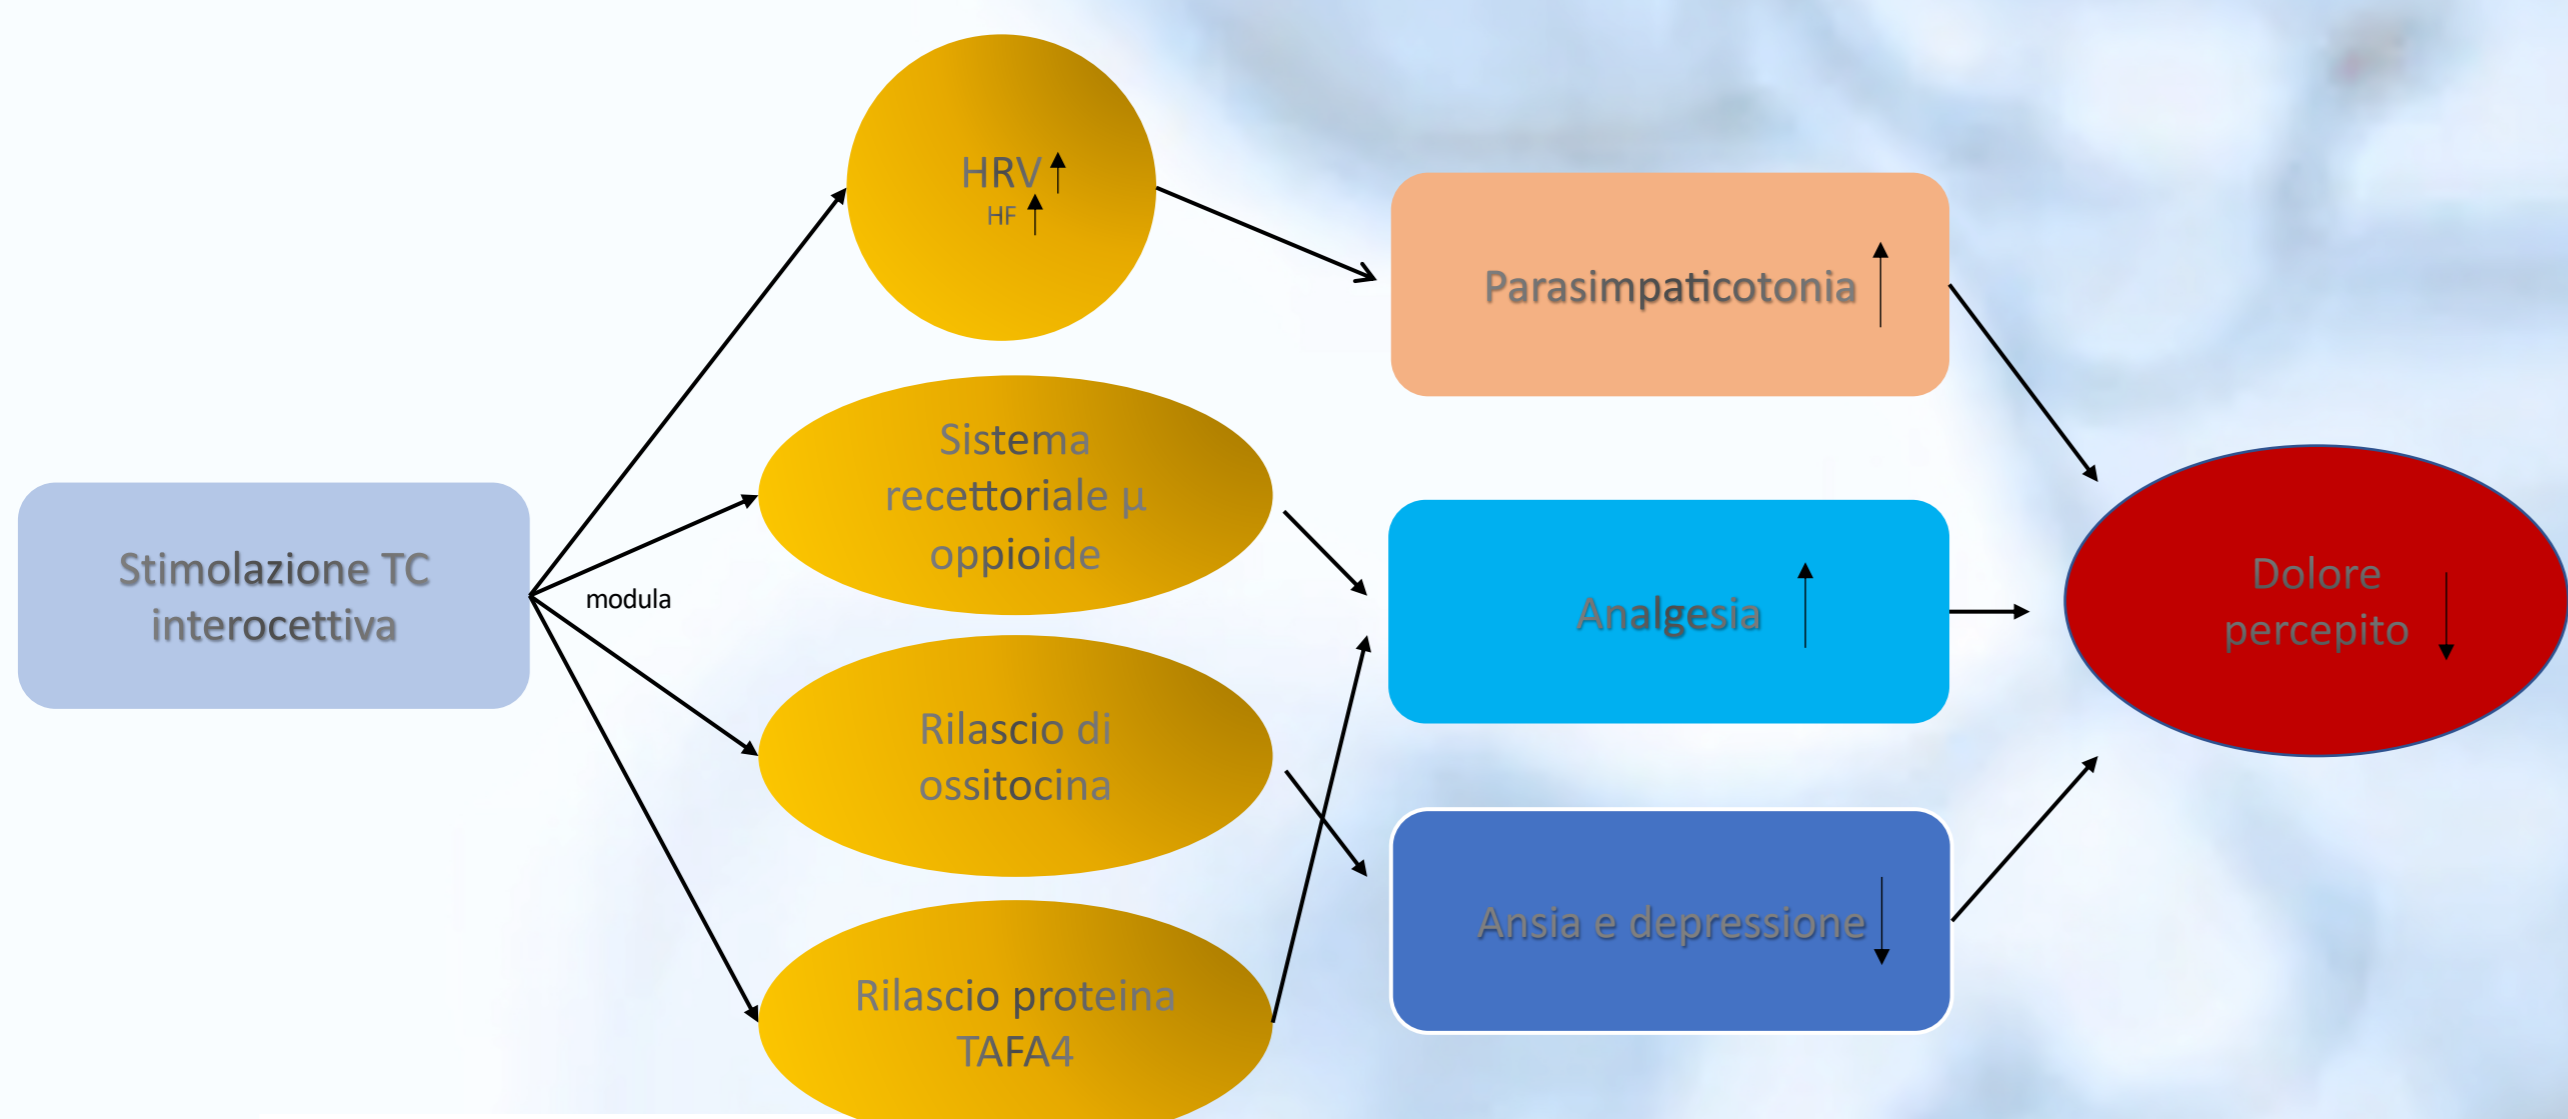 HRV
HF
Parasimpaticotonia
Sistema
recettoriale µ
oppioide
Stimolazione TC
interocettiva
modula
Analgesia
Dolore
percepito
Rilascio di
ossitocina
Ansia e depressione
Rilascio proteina
TAFA4